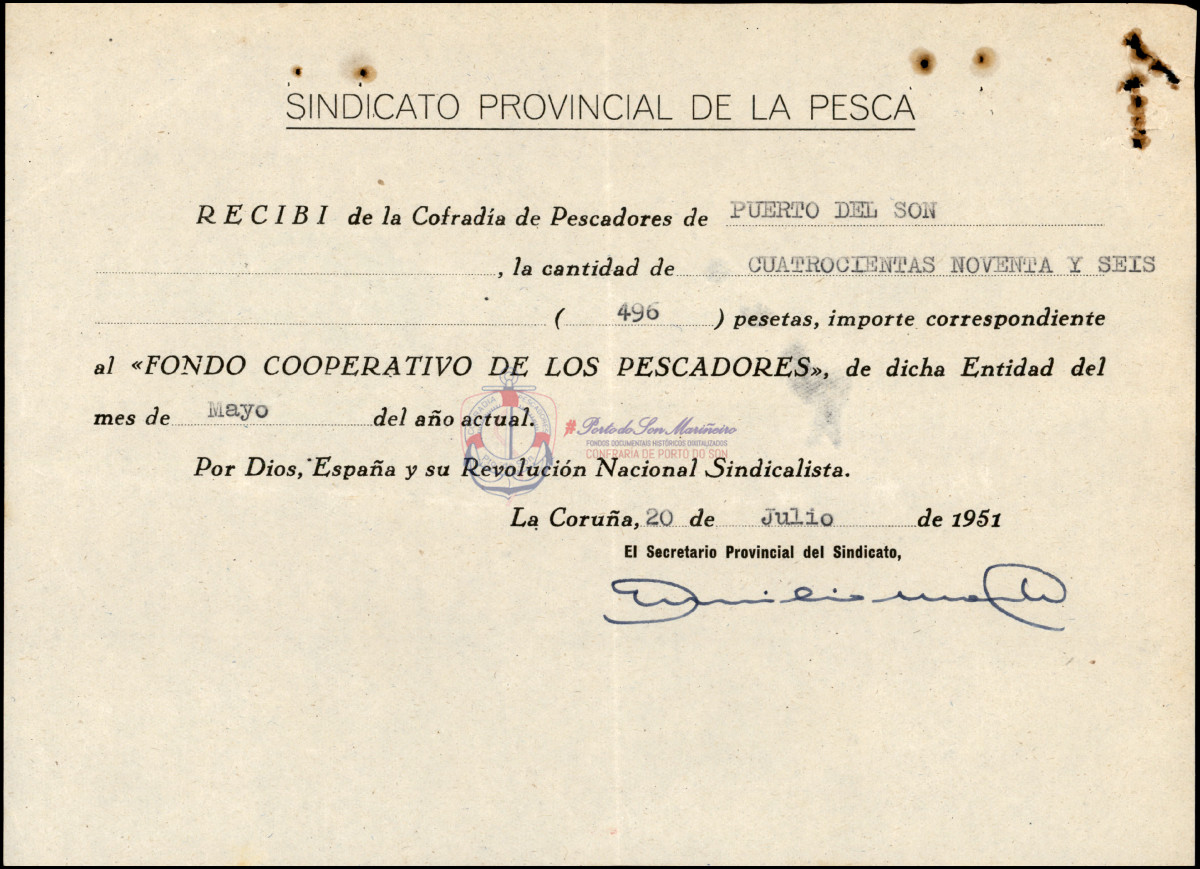 SINDICATO PROVINCIAL DE LA PESCA
RECIBI de la Cofradía de Pescadores de PUERTO DEL SON
, la cantidad de CUATROCIENTAS NOVENTA Y SEIS
( 496 ) pesetas, importe correspondiente
al «FONDO COOPERATIVO DE LOS PESCADORES», de dicha Entidad del
mes de Mayo del año actual.
#Porto do Son Mariñeiro
FONDOS DOCUMENTAIS HISTÓRICOS DIXITALIZADOS
CONFRARÍA DE PORTO DO SON
Por Dios, España y su Revolución Nacional Sindicalista.
La Coruña, 20 de Julio de 1951
El Secretario Provincial del Sindicato,